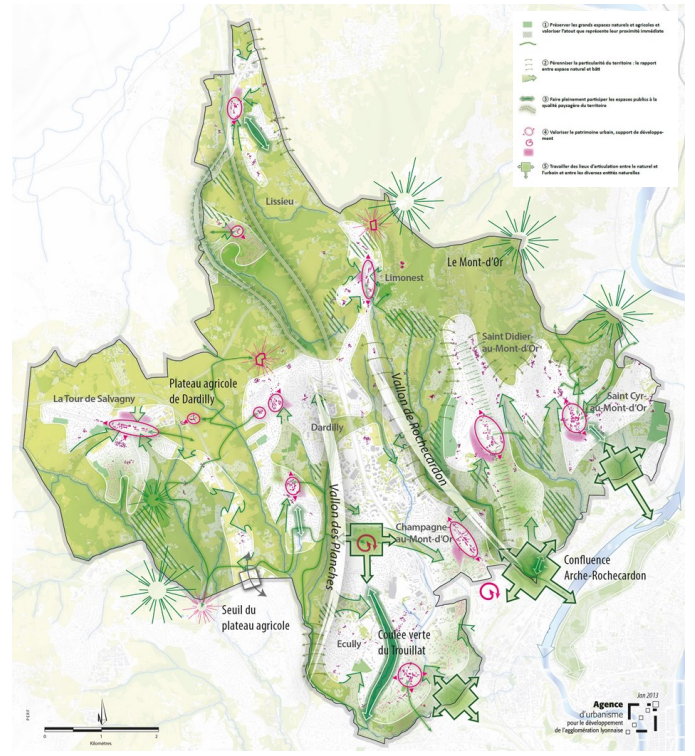 ① Préserver les grands espaces naturels et agricoles et
valoriser l'atout que représente leur proximité immédiate
② Pérenniser la particularité du territoire : le rapport
entre espace naturel et bâti
③ Faire pleinement participer les espaces publics à la
qualité paysagère du territoire
④ Valoriser le patrimoine urbain, support de développe-
ment
⑤ Travailler des lieux d'articulation entre le naturel et
l'urbain et entre les diverses entités naturelles
Lissieu
Le Mont-d'Or
Limonest
Saint Didier
au-Mont-d'Or
Saint Cyr
au-Mont-d'Or
La Tour de Salvagny
Plateau agricole
de Dardilly
Dardilly
Vallon de Rochecardon
Vallon des Planches
Champagne
au-Mont-d'Or
Confluence
Arche-Rochecardon
Seuil du
plateau agricole
Coulée verte
du Trouillat
Ecully
Jan 2013
Agence
d'urbanisme
pour le développement
de l'agglomération lyonnaise
0 1 2
Kilomètres